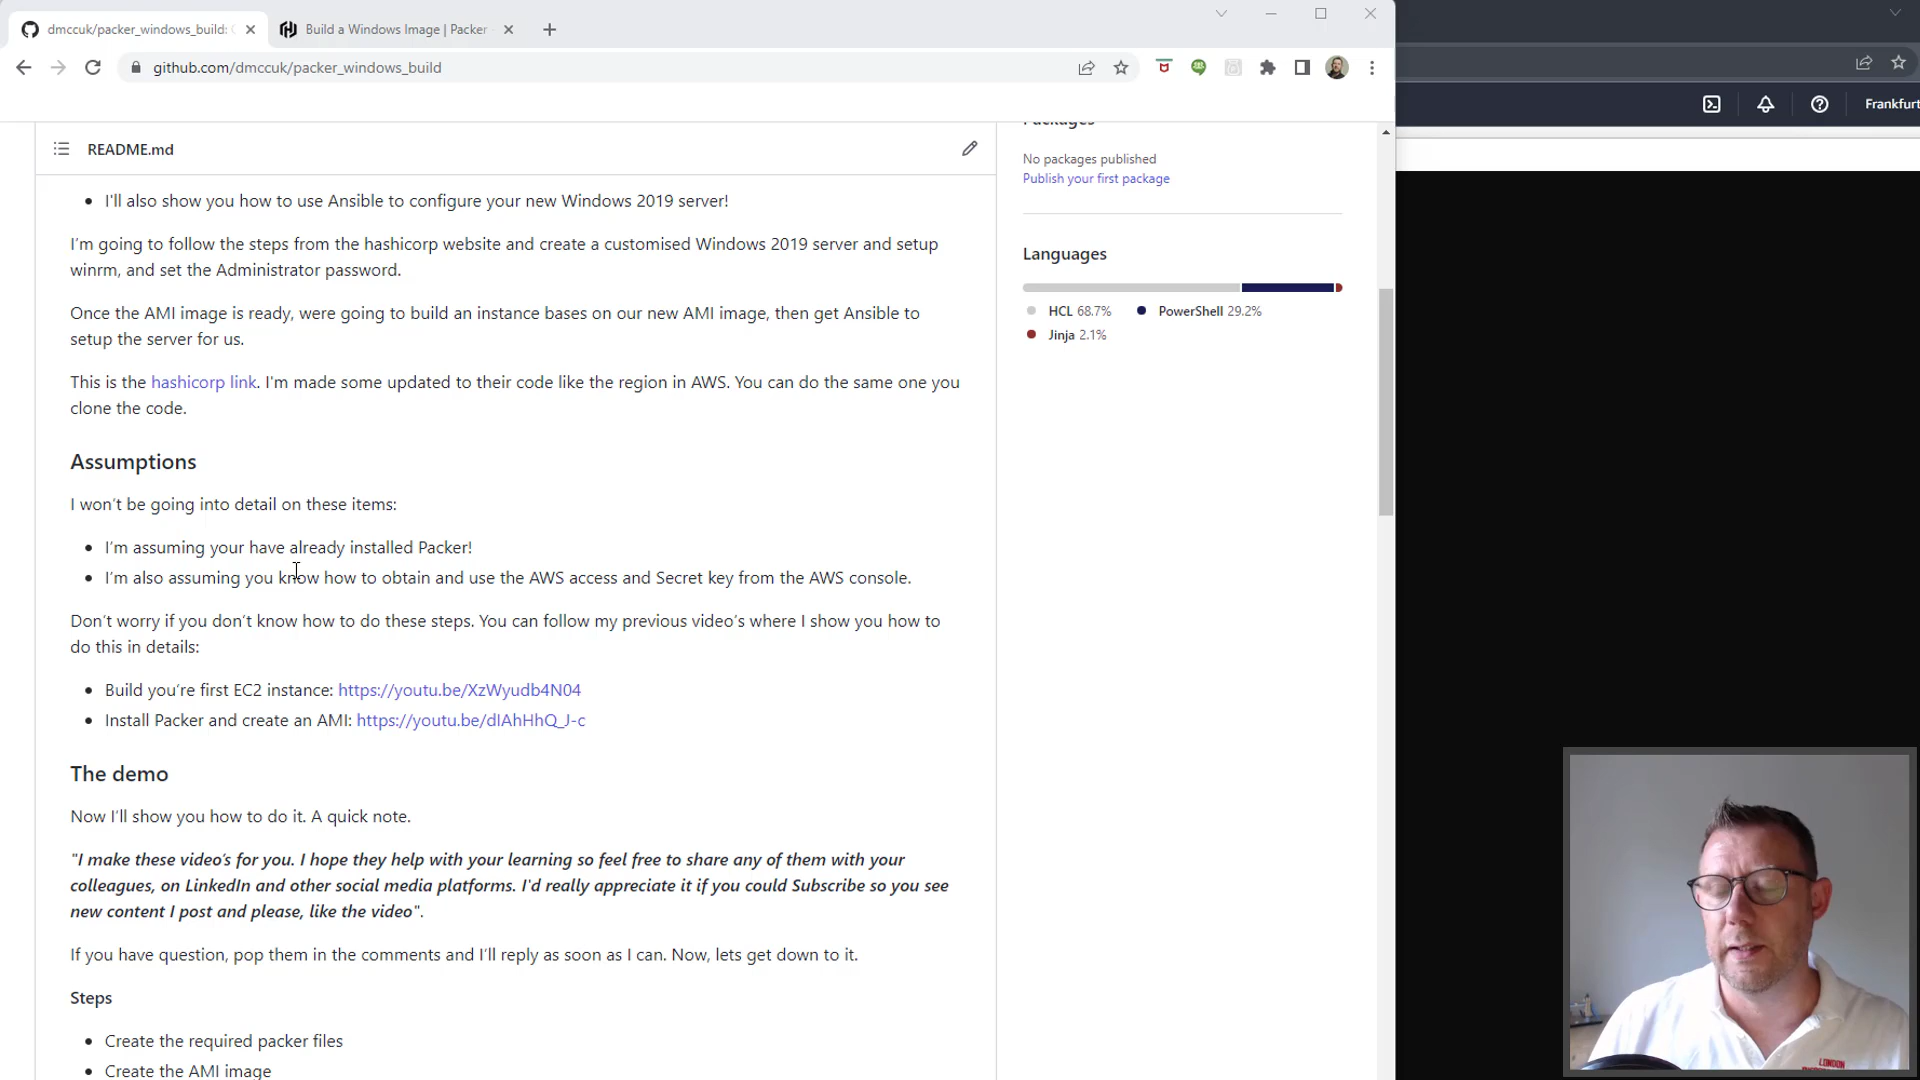 dmccuk/packer_windows_build:
Build a Windows Image | Packer
github.com/dmccuk/packer_windows_build
Frankfurt
README.md
Packages
No packages published
Publish your first package
Languages
HCL 68.7%
PowerShell 29.2%
Jinja 2.1%
• I'll also show you how to use Ansible to configure your new Windows 2019 server!
I'm going to follow the steps from the hashicorp website and create a customised Windows 2019 server and setup
winrm, and set the Administrator password.
Once the AMI image is ready, were going to build an instance bases on our new AMI image, then get Ansible to
setup the server for us.
This is the hashicorp link. I'm made some updated to their code like the region in AWS. You can do the same one you
clone the code.
Assumptions
I won't be going into detail on these items:
• I'm assuming your have already installed Packer!
• I'm also assuming you know how to obtain and use the AWS access and Secret key from the AWS console.
Don't worry if you don't know how to do these steps. You can follow my previous video's where I show you how to
do this in details:
• Build you're first EC2 instance: https://youtu.be/XzWyudb4N04
• Install Packer and create an AMI: https://youtu.be/dIAhHhQ_J-c
The demo
Now I'll show you how to do it. A quick note.
"I make these video's for you. I hope they help with your learning so feel free to share any of them with your
colleagues, on LinkedIn and other social media platforms. I'd really appreciate it if you could Subscribe so you see
new content I post and please, like the video".
If you have question, pop them in the comments and I'll reply as soon as I can. Now, lets get down to it.
Steps
• Create the required packer files
• Create the AMI image
LONDON